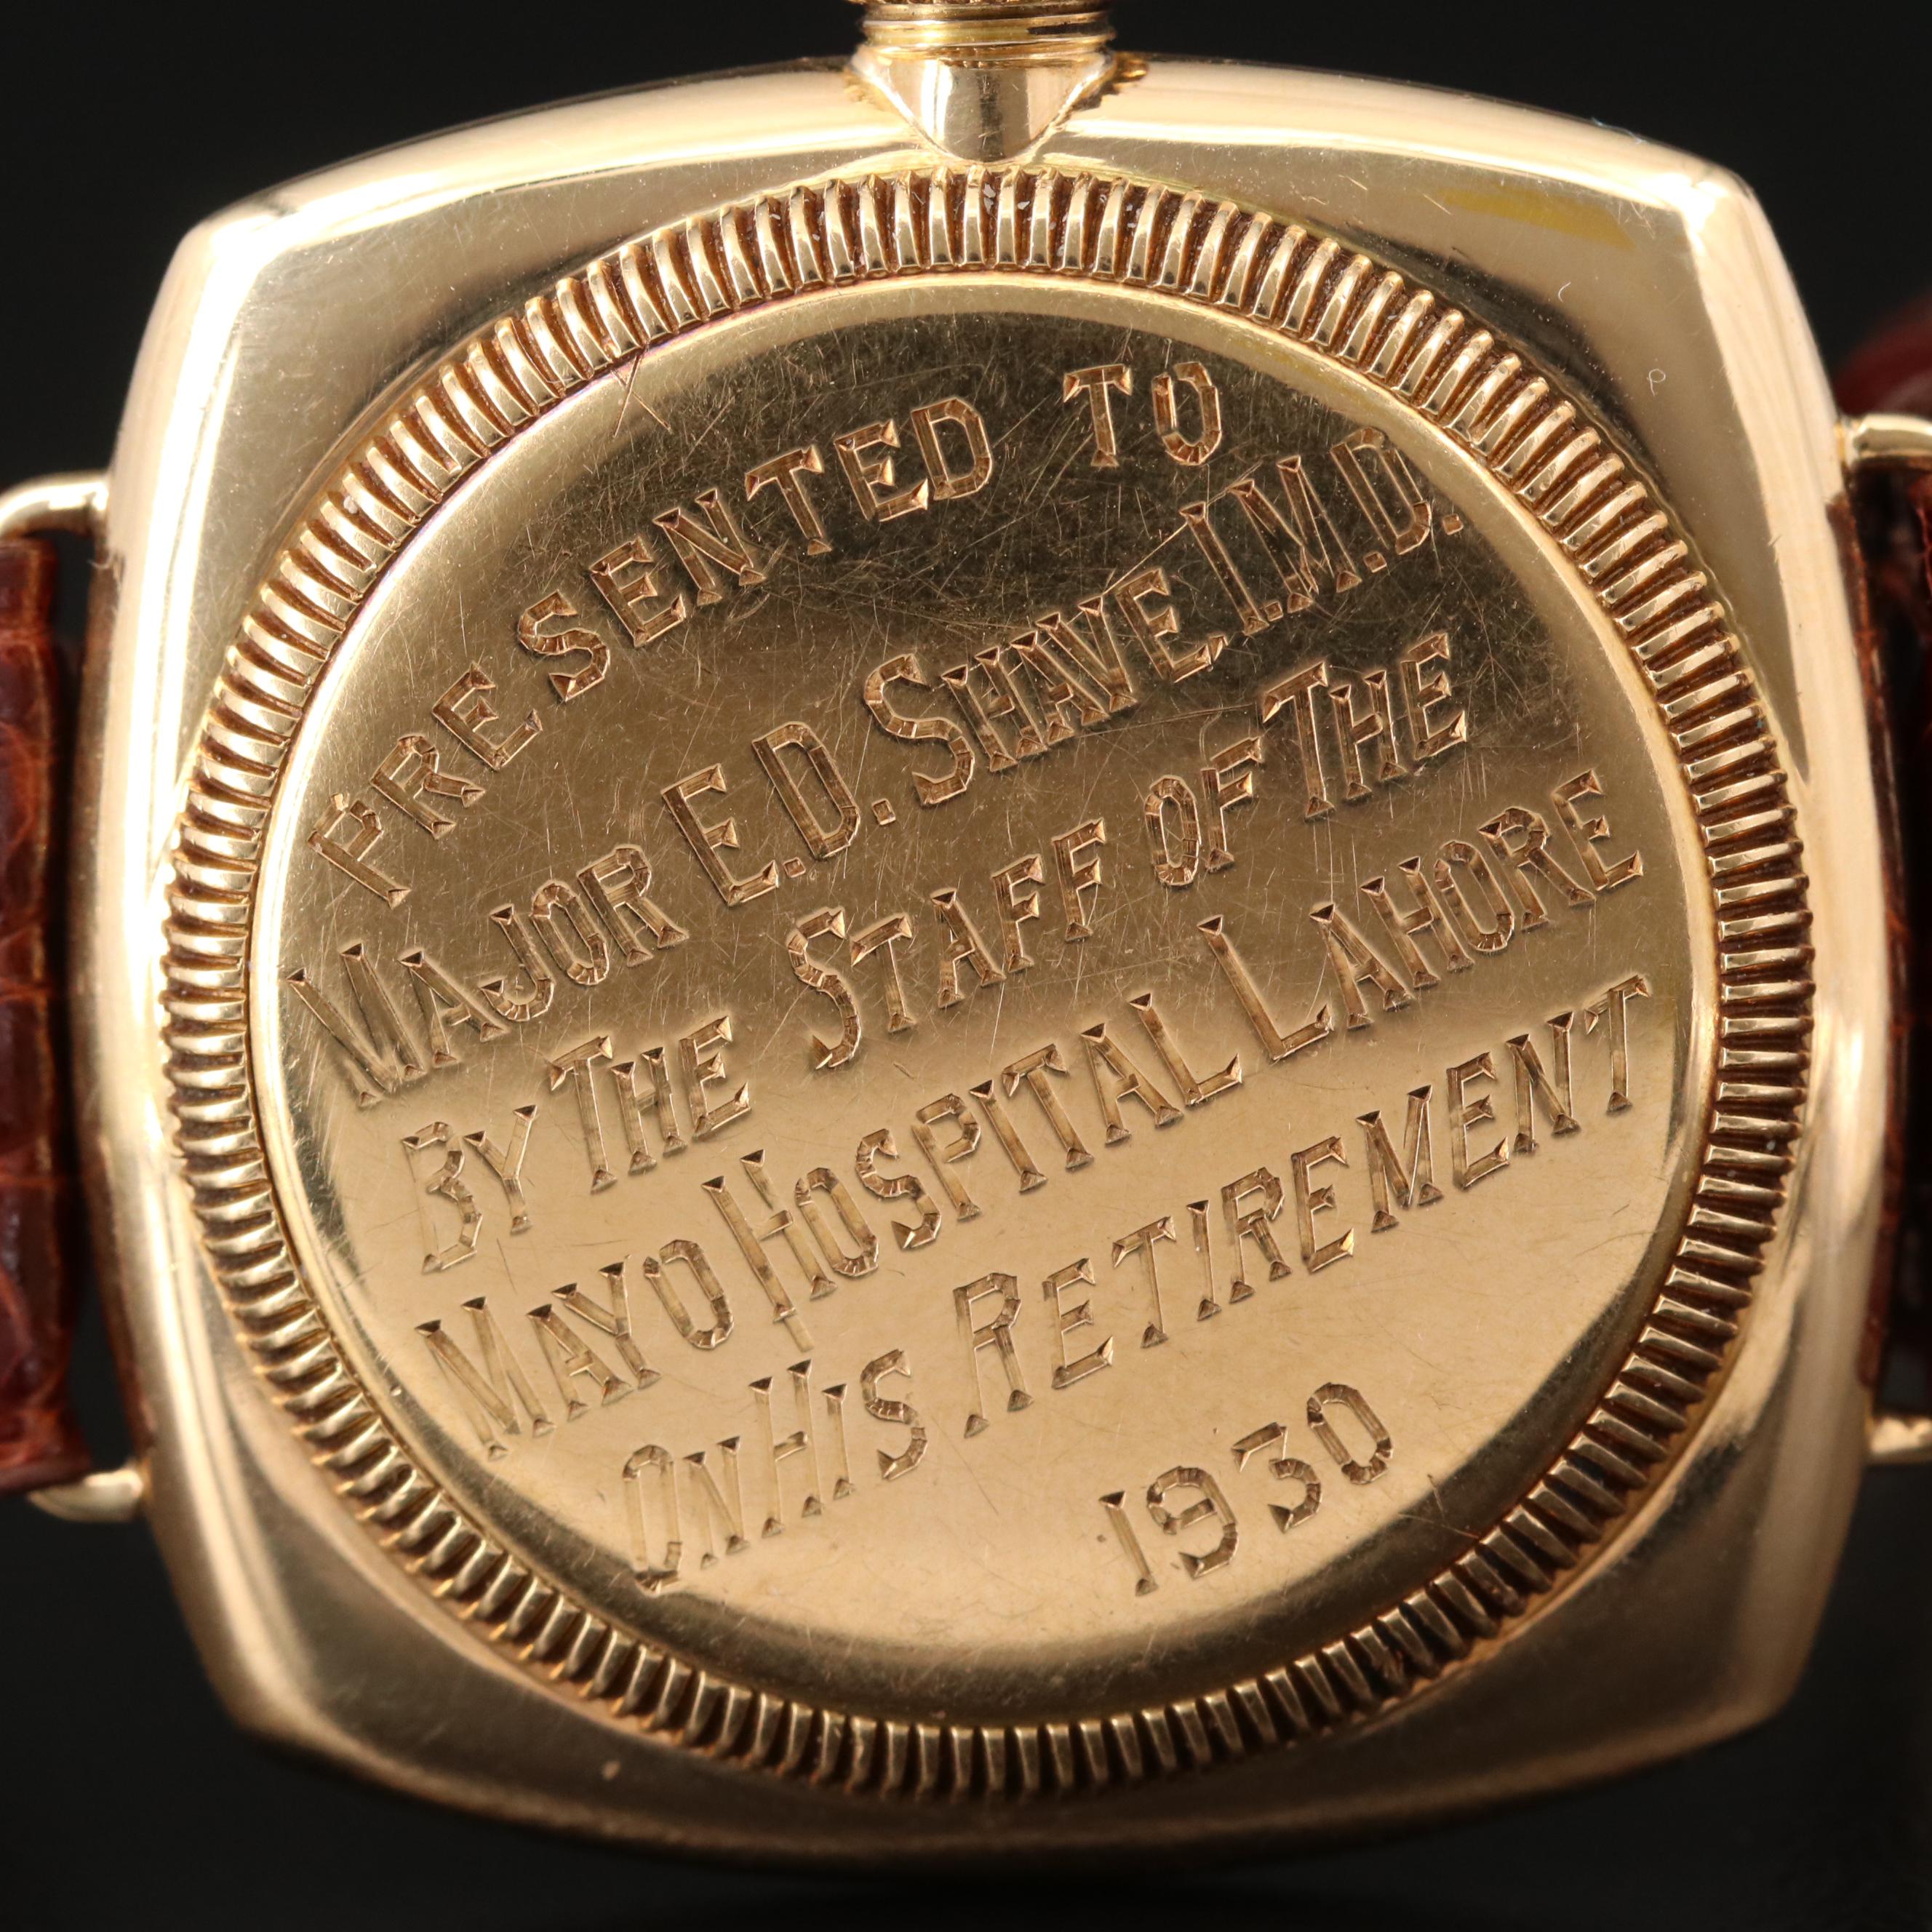 PRESENTED TO
MAJOR E.D. SHAVE I.M.D.
BY THE STAFF OF THE
MAYO HOSPITAL LAHORE
ON HIS RETIREMENT
1930